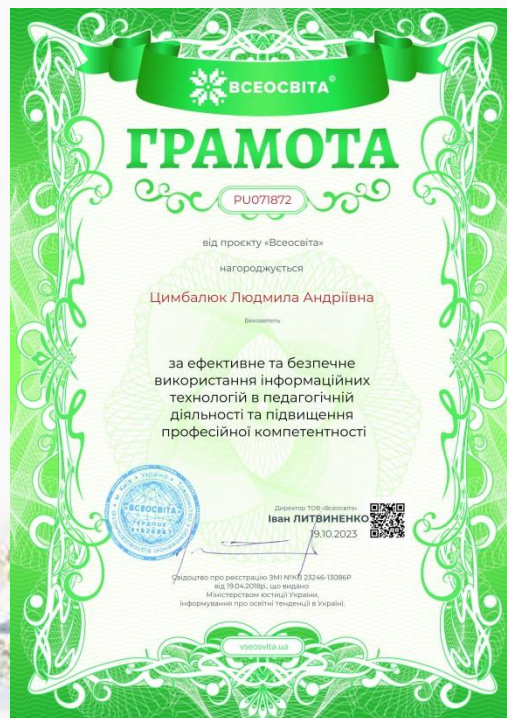 ВСЕОСВІТА
ГРАМОТА
PU071872
від проєкту «Всеосвіта»
нагороджується
Цимбалюк Людмила Андріївна
Вихователь
за ефективне та безпечне
використання інформаційних
технологій в педагогічній
діяльності та підвищення
професійної компетентності
ВСЕОСВІТА
Директор ТОВ «Всеосвіта»
Іван ЛИТВИНЕНКО
19.10.2023
Свідоцтво про реєстрацію ЗМІ №КВ 23246-13086Р
від 19.04.2018р., що видано
Міністерством юстиції України,
інформування про освітні тенденції в Україні.
vseosvita.ua